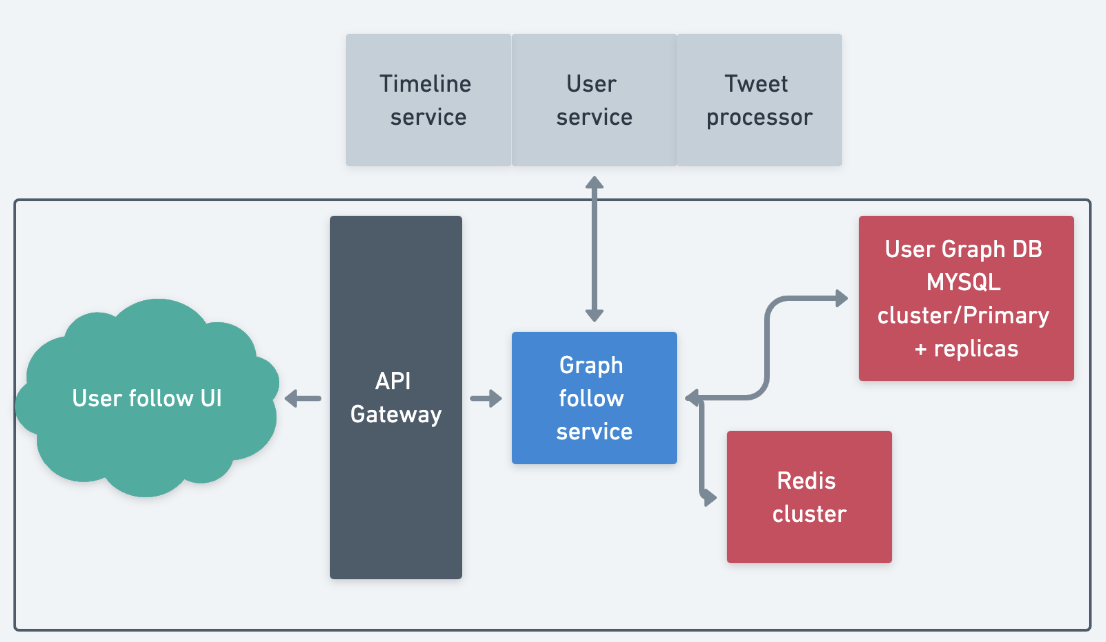 Timeline
service
User
service
Tweet
processor
User follow UI
API
Gateway
Graph
follow
service
User Graph DB
MYSQL
cluster/Primary
+ replicas
Redis
cluster